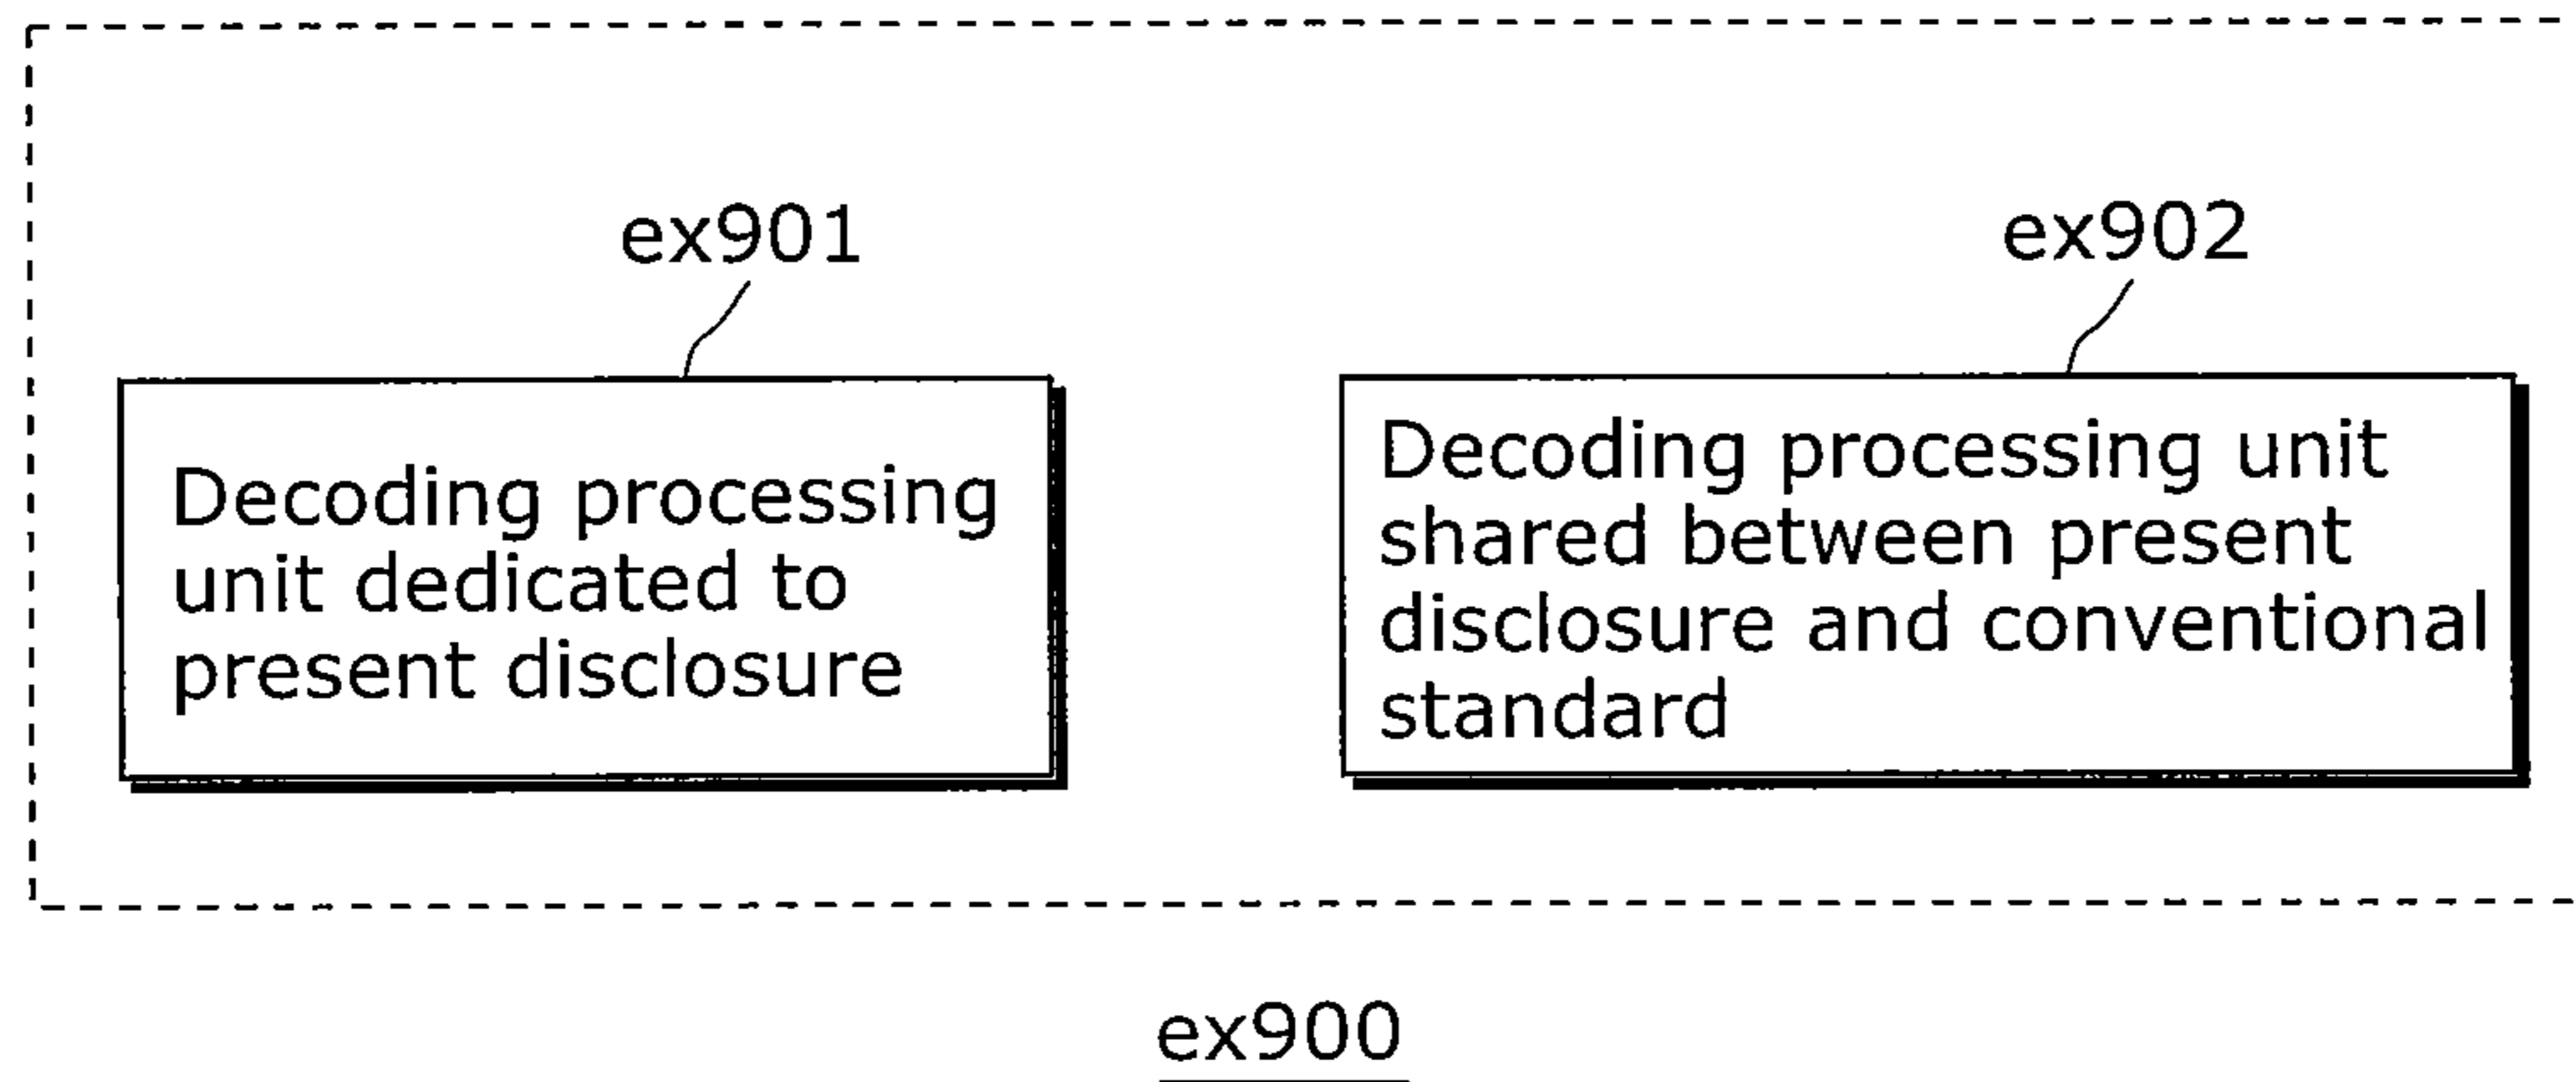 ex901
ex902
Decoding processing
unit dedicated to
present disclosure
Decoding processing unit
shared between present
disclosure and conventional
standard
ex900